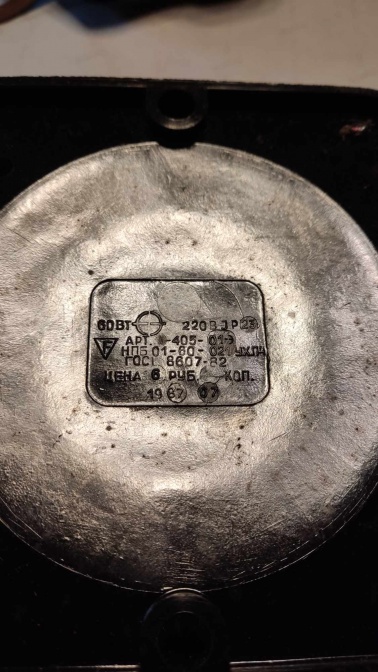 60ВТ 220В JP23
АРТ. -405-01-
НПБ 01-60-02 УХЛ4
ГОСТ 8607-82
ЦЕНА 6 РУБ. КОП.
1987 07